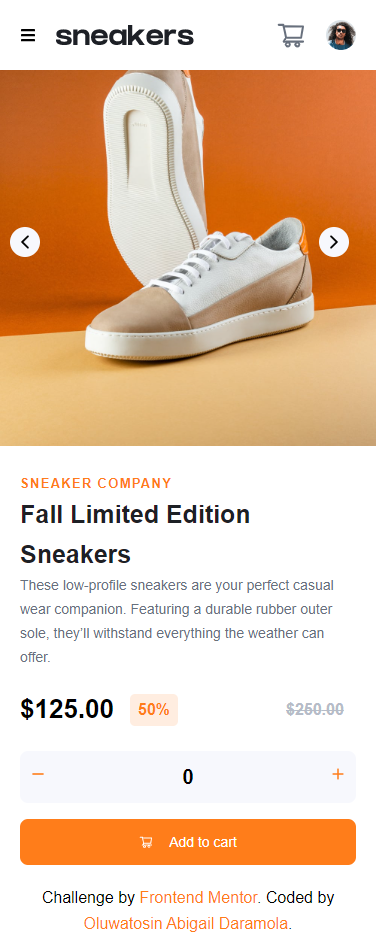 sneakers
SNEAKER COMPANY
Fall Limited Edition
Sneakers
These low-profile sneakers are your perfect casual
wear companion. Featuring a durable rubber outer
sole, they’ll withstand everything the weather can
offer.
$125.00 50% $250.00
− 0 +
Add to cart
Challenge by Frontend Mentor. Coded by
Oluwatosin Abigail Daramola.